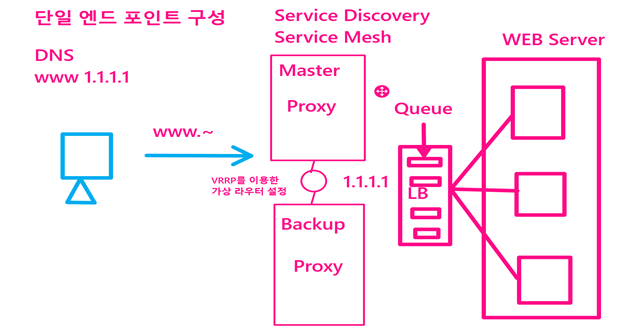 단일 엔드 포인트 구성
DNS
www 1.1.1.1
www.~
Service Discovery
Service Mesh
Master
Proxy
VRRP를 이용한
가상 라우터 설정
1.1.1.1
Backup
Proxy
Queue
LB
WEB Server